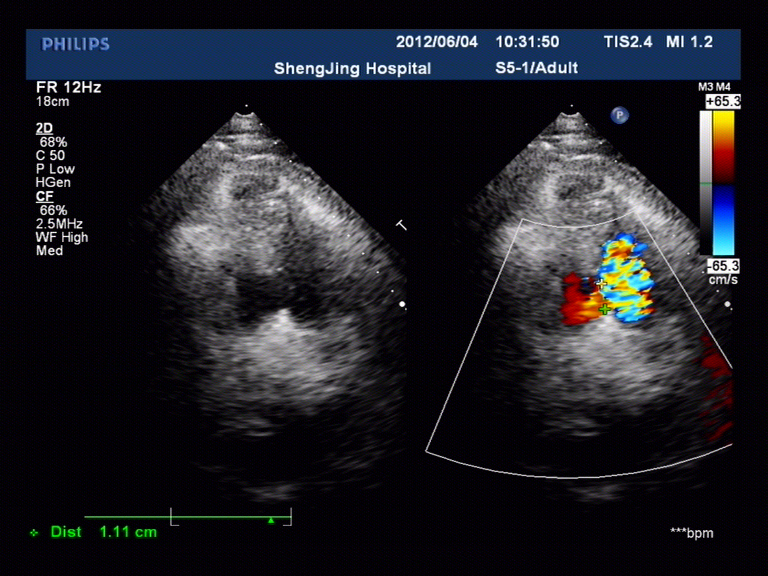 PHILIPS
2012/06/04 10:31:50 TIS2.4 MI 1.2
ShengJing Hospital S5-1/Adult
FR 12Hz
18cm
2D
68%
C 50
P Low
HGen
CF
66%
2.5MHz
WF High
Med
P
M3 M4
+65.3
-65.3
cm/s
Dist 1.11 cm
***bpm